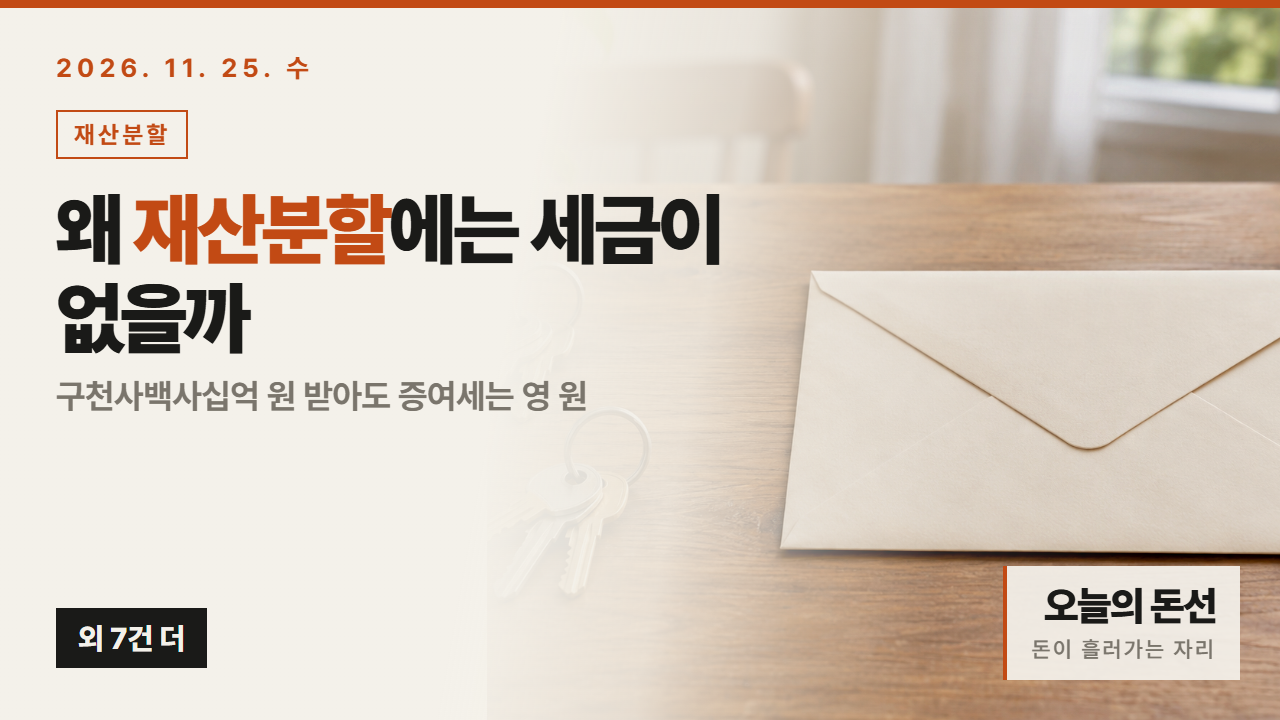 2026. 11. 25. 수
재산분할
왜 재산분할에는 세금이
없을까
구천사백사십억 원 받아도 증여세는 영 원
외 7건 더
오늘의 돈선
돈이 흘러가는 자리